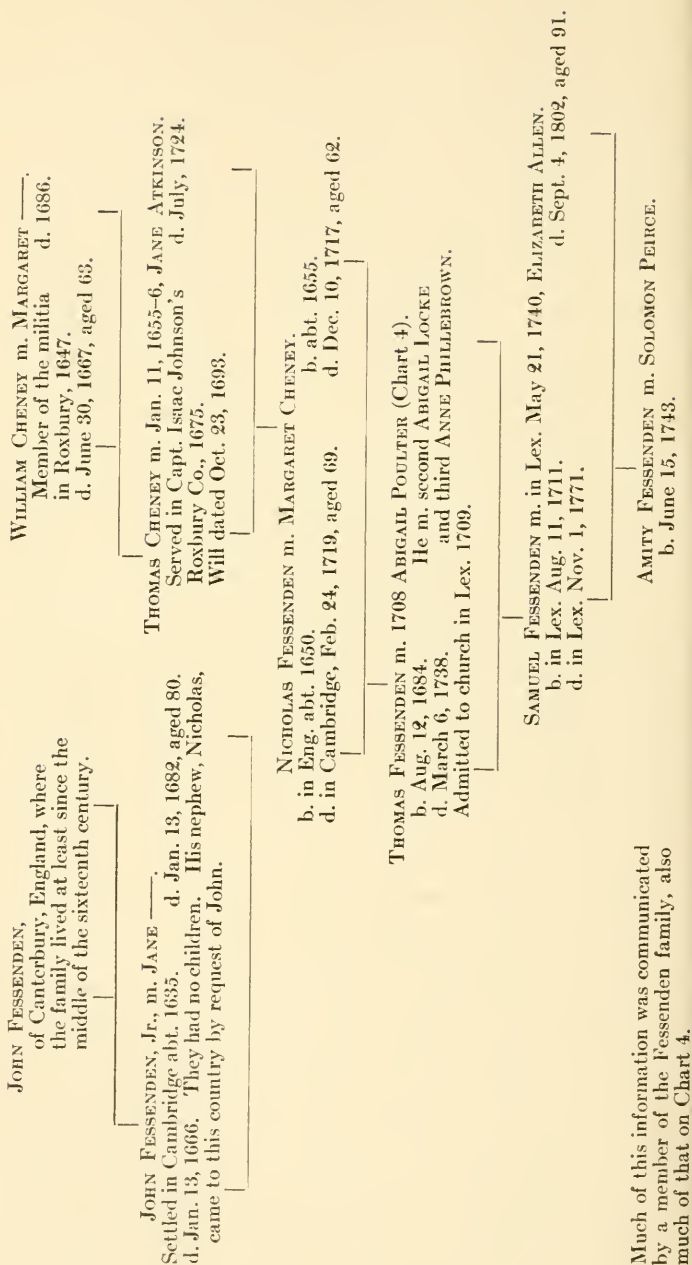 JOHN FESSENDEN,
of Canterbury, England, where
the family lived at least since the
middle of the sixteenth century.
WILLIAM CHENEY m. MARGARET ——.
Member of the militia d. 1686.
in Roxbury, 1647.
d. June 30, 1667, aged 63.
JOHN FESSENDEN, Jr., m. JANE ——.
Settled in Cambridge abt. 1635. d. Jan. 13, 1682, aged 80.
d. Jan. 13, 1666. They had no children. His nephew, Nicholas,
came to this country by request of John.
THOMAS CHENEY m. Jan. 11, 1655-6, JANE ATKINSON.
Served in Capt. Isaac Johnson's d. July, 1724.
Roxbury Co., 1675.
Will dated Oct. 23, 1693.
NICHOLAS FESSENDEN m. MARGARET CHENEY.
b. in Eng. abt. 1650. b. abt. 1655.
d. in Cambridge, Feb. 24, 1719, aged 69. d. Dec. 10, 1717, aged 62.
THOMAS FESSENDEN m. 1708 ABIGAIL POULTER (Chart 4).
b. Aug. 12, 1684. He m. second ABIGAIL LOCKE
d. March 6, 1738. and third ANNE PHILLEBROWN.
Admitted to church in Lex. 1709.
SAMUEL FESSENDEN m. in Lex. May 21, 1740, ELIZABETH ALLEN.
b. in Lex. Aug. 11, 1711. d. Sept. 4, 1802, aged 91.
d. in Lex. Nov. 1, 1771.
AMITY FESSENDEN m. SOLOMON PEIRCE.
b. June 15, 1743.
Much of this information was communicated
by a member of the Fessenden family, also
much of that on Chart 4.